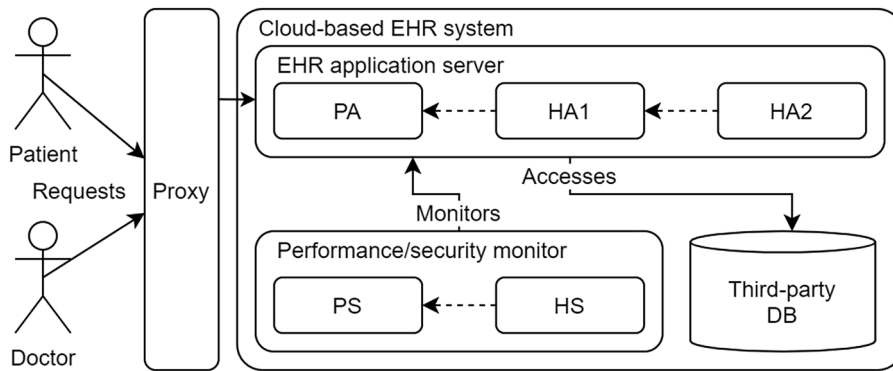 Cloud-based EHR system
EHR application server
PA
HA1
HA2
Patient
Requests
Proxy
Accesses
Monitors
Performance/security monitor
PS
HS
Third-party
DB
Doctor